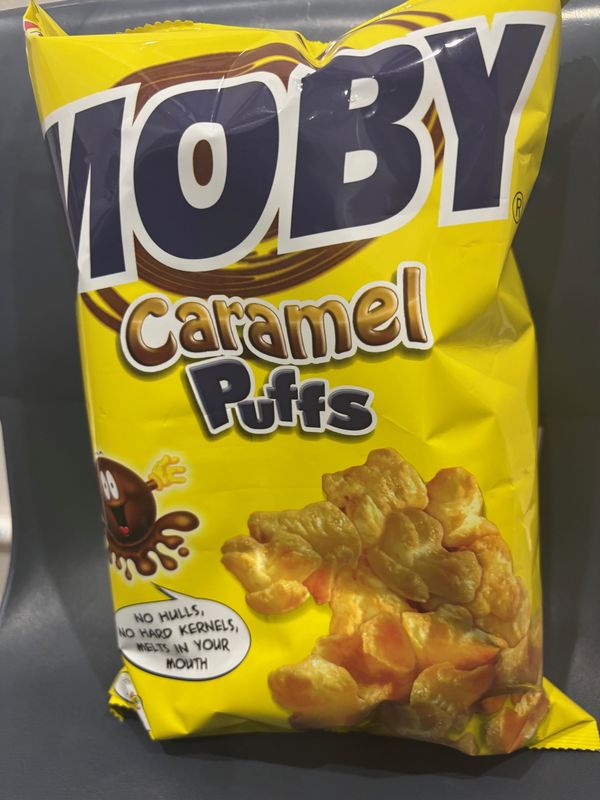 MOBY
®
Caramel
Puffs
NO HULLS,
NO HARD KERNELS,
MELTS IN YOUR
MOUTH